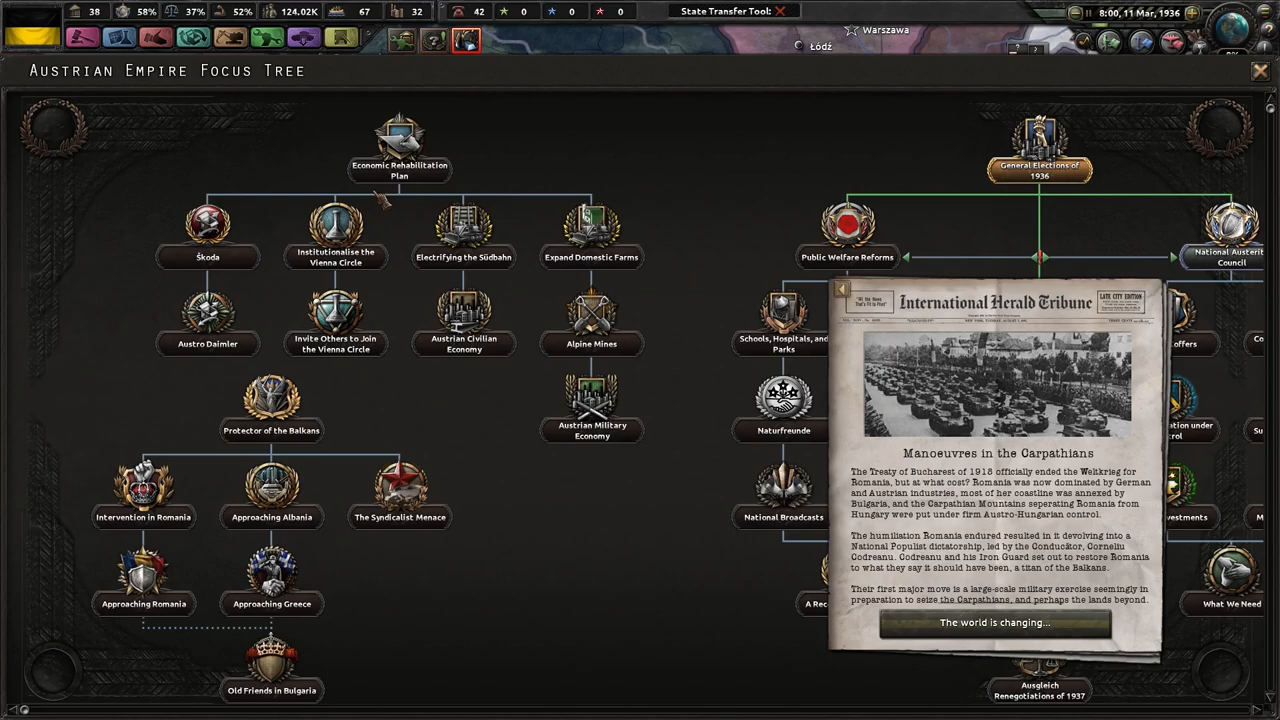 38 58% 37% 52% 124.02K 67 32 42 0 0 0 State Transfer Tool: 8:00, 11 Mar, 1936
Warszawa
Łódź
0%
Austrian Empire Focus Tree
Economic Rehabilitation
Plan
General Elections of
1936
Škoda
Institutionalise the
Vienna Circle
Electrifying the Südbahn
Expand Domestic Farms
Public Welfare Reforms
National Austerit
Council
Austro Daimler
Invite Others to Join
the Vienna Circle
Austrian Civilian
Economy
Alpine Mines
Schools, Hospitals, and
Parks
offers
Co
International Herald Tribune
LATE CITY EDITION
Protector of the Balkans
Austrian Military
Economy
Naturfreunde
ation under
trol
Su
Manoeuvres in the Carpathians
The Treaty of Bucharest of 1918 officially ended the Weltkrieg for
Romania, but at what cost? Romania was now dominated by German
and Austrian industries, most of her coastline was annexed by
Bulgaria, and the Carpathian Mountains seperating Romania from
Hungary were put under firm Austro-Hungarian control.
The humiliation Romania endured resulted in it devolving into a
National Populist dictatorship, led by the Conducător, Corneliu
Codreanu. Codreanu and his Iron Guard set out to restore Romania
to what they say it should have been, a titan of the Balkans.
Their first major move is a large-scale military exercise seemingly in
preparation to seize the Carpathians, and perhaps the lands beyond.
The world is changing...
Intervention in Romania
Approaching Albania
The Syndicalist Menace
National Broadcasts
vestments
M
Approaching Romania
Approaching Greece
A Rec
What We Need
Old Friends in Bulgaria
Ausgleich
Renegotiations of 1937